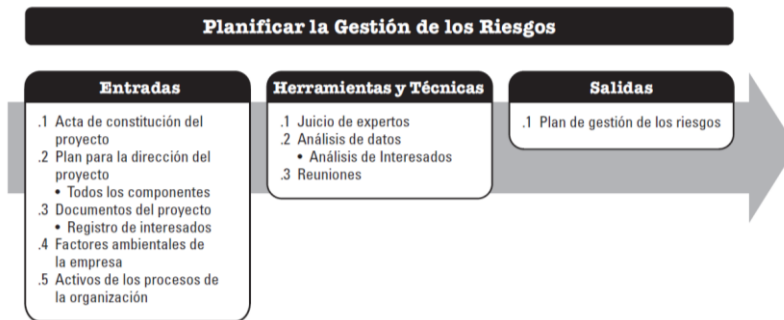 Planificar la Gestión de los Riesgos
Entradas
.1 Acta de constitución del
proyecto
.2 Plan para la dirección del
proyecto
• Todos los componentes
.3 Documentos del proyecto
• Registro de interesados
.4 Factores ambientales de
la empresa
.5 Activos de los procesos de
la organización
Herramientas y Técnicas
.1 Juicio de expertos
.2 Análisis de datos
• Análisis de Interesados
.3 Reuniones
Salidas
.1 Plan de gestión de los riesgos